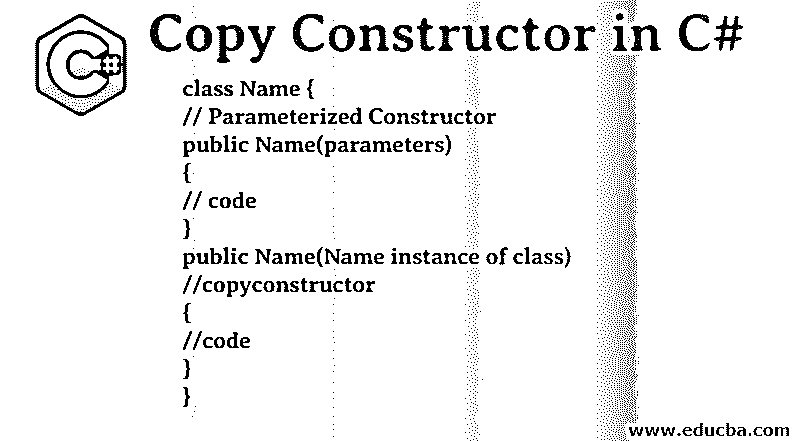 Copy Constructor in C#
class Name {
// Parameterized Constructor
public Name(parameters)
{
// code
}
public Name(Name instance of class)
//copyconstructor
{
//code
}
}
www.educba.com